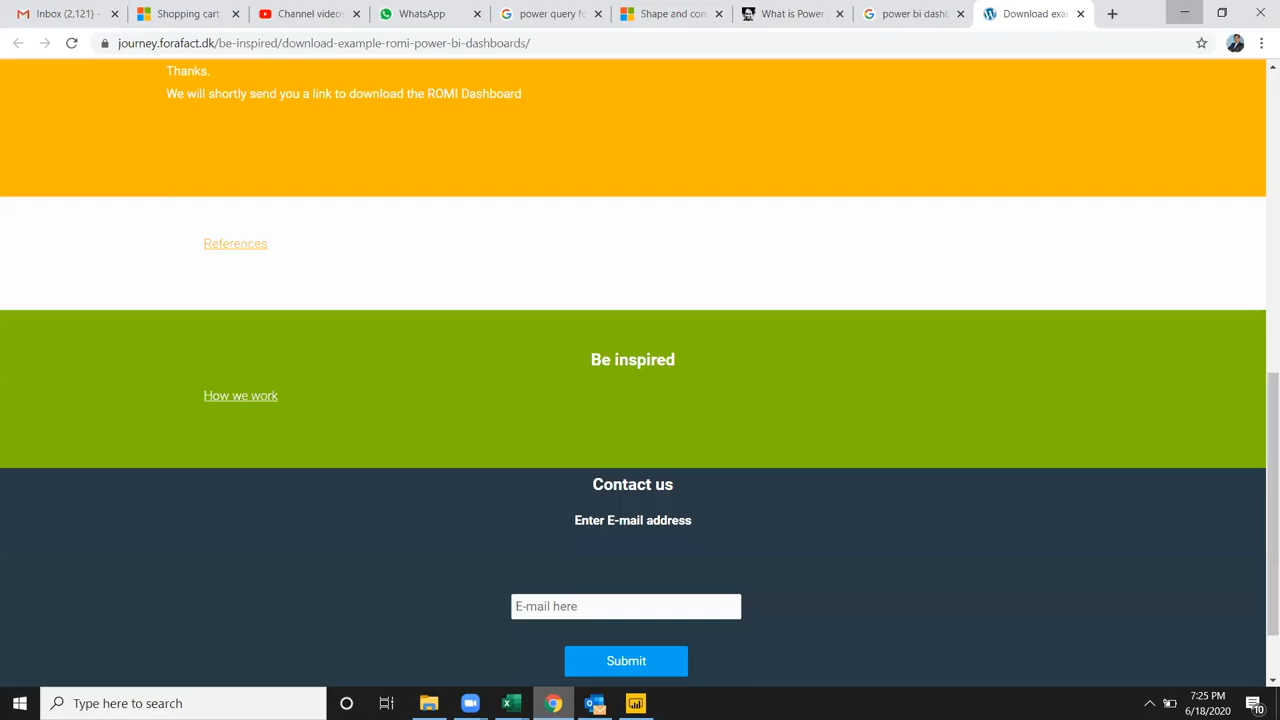 Inbox (2,121) -
Shopping cart
Channel videos
WhatsApp
power query fo
Shape and con
What is Power
power bi dashb
Download exa
journey.forafact.dk/be-inspired/download-example-romi-power-bi-dashboards/
Thanks.
We will shortly send you a link to download the ROMI Dashboard
References
Be inspired
How we work
Contact us
Enter E-mail address
E-mail here
Submit
Type here to search
7:25 PM
6/18/2020
10